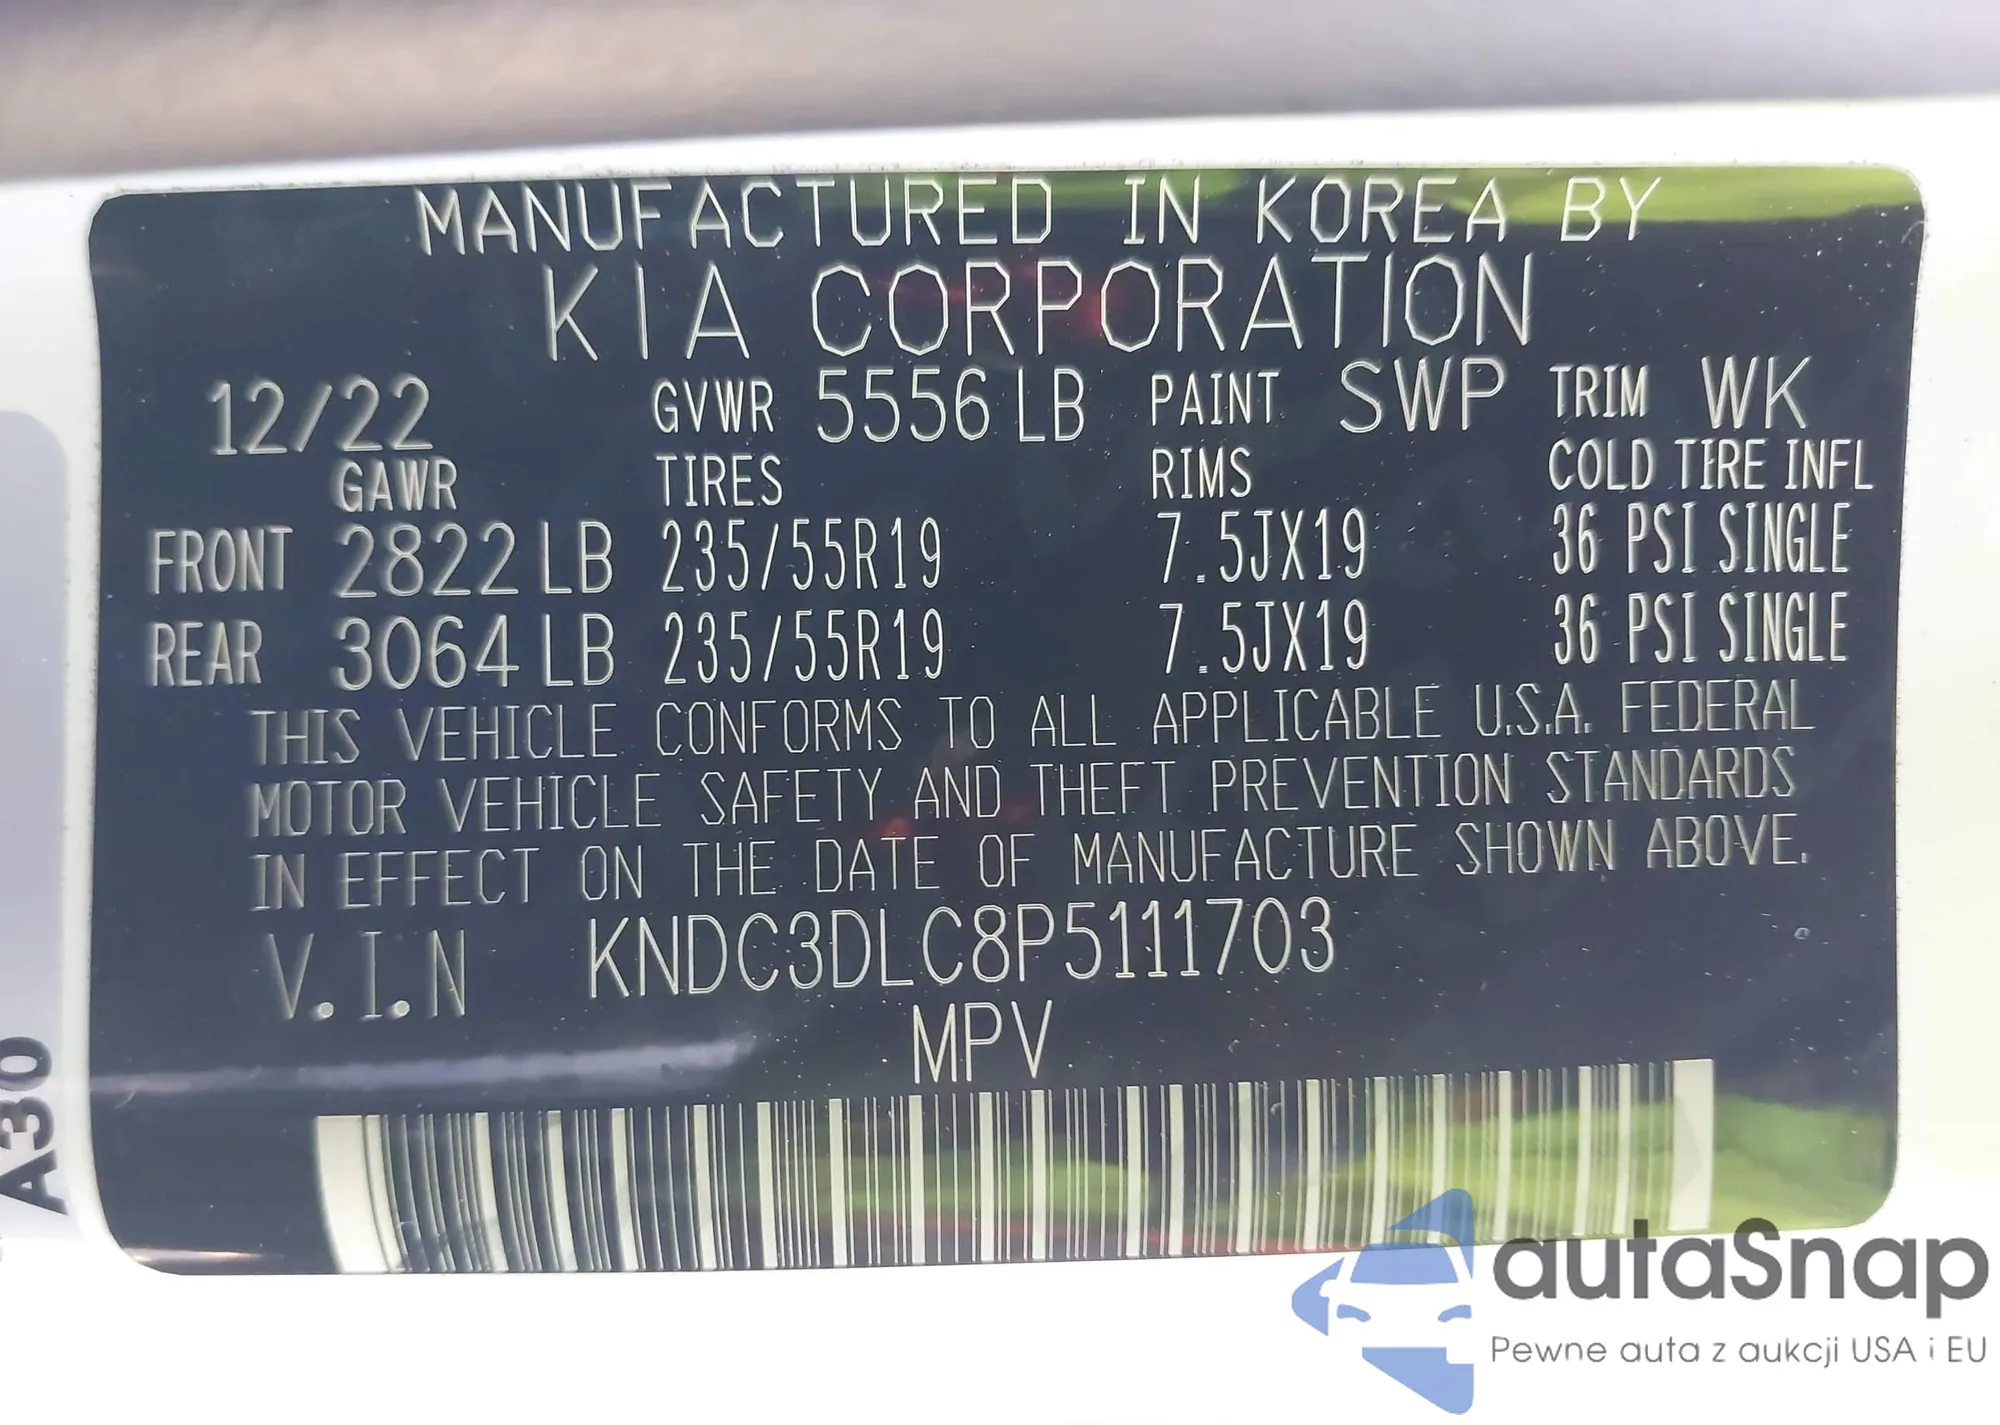 MANUFACTURED IN KOREA BY
KIA CORPORATION
12/22 GVWR 5556 LB PAINT SWP TRIM WK
GAWR TIRES RIMS COLD TIRE INFL
FRONT 2822 LB 235/55R19 7.5JX19 36 PSI SINGLE
REAR 3064 LB 235/55R19 7.5JX19 36 PSI SINGLE
THIS VEHICLE CONFORMS TO ALL APPLICABLE U.S.A. FEDERAL
MOTOR VEHICLE SAFETY AND THEFT PREVENTION STANDARDS
IN EFFECT ON THE DATE OF MANUFACTURE SHOWN ABOVE.
V.I.N KNDC3DLC8P5111703
MPV
A30
autaSnap
Pewne auta z aukcji USA i EU